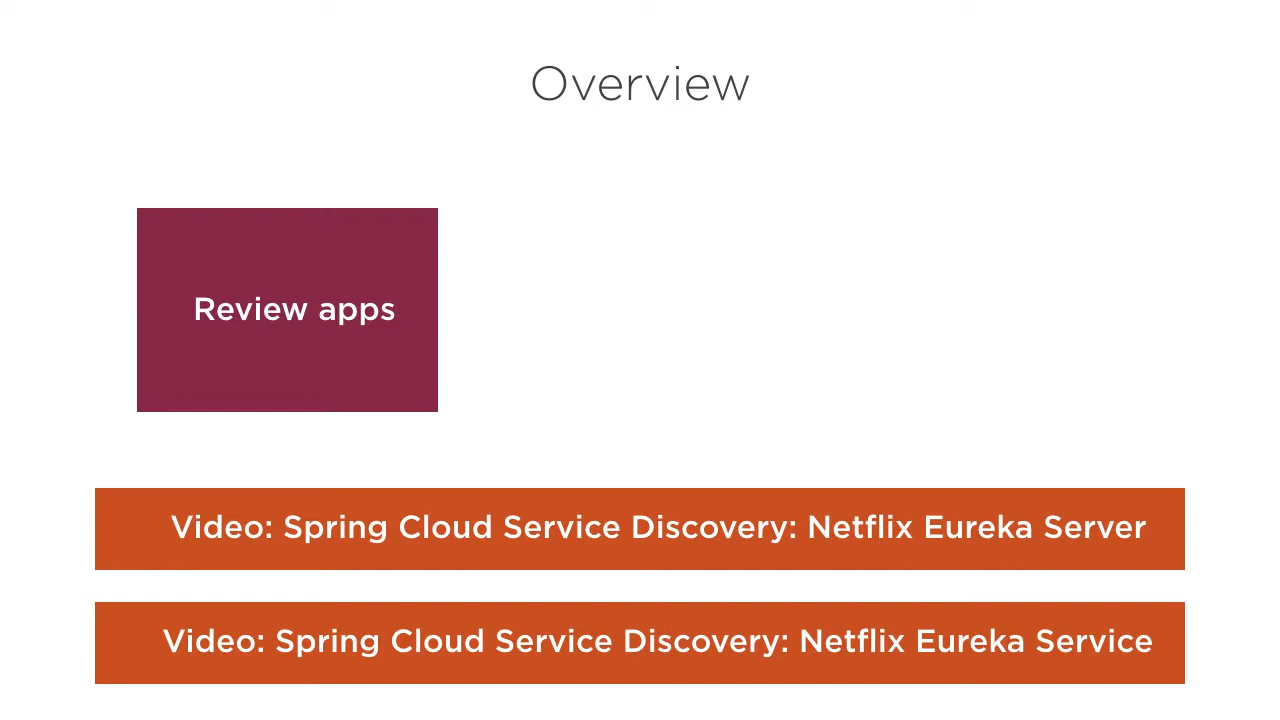 Overview
Review apps
Video: Spring Cloud Service Discovery: Netflix Eureka Server
Video: Spring Cloud Service Discovery: Netflix Eureka Service